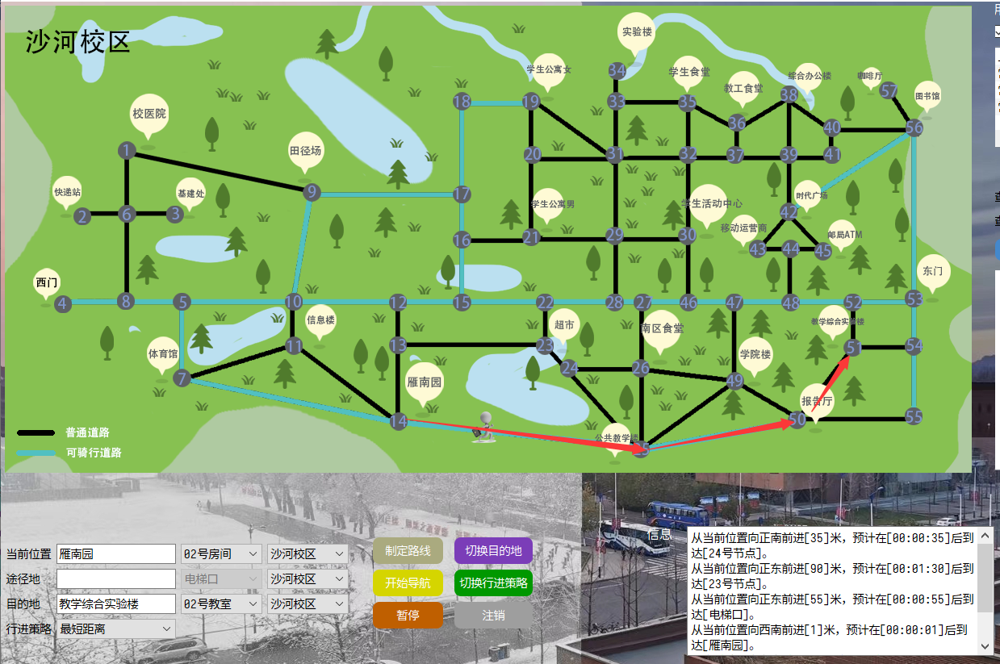 沙河校区
实验楼
学生公寓女
学生食堂
综合办公楼
咖啡厅
教工食堂
图书馆
34
57
校医院
18
19
33
35
38
36
40
56
田径场
1
20
31
32
37
39
41
快递站
基建处
9
17
学生公寓男
学生活动中心
时代广场
2
6
3
42
移动运营商
邮局ATM
16
21
29
30
43
44
45
西门
东门
4
8
5
10
12
15
22
28
27
46
47
48
52
53
信息楼
超市
南区食堂
教学综合实验楼
体育馆
11
13
23
学院楼
51
54
7
24
26
49
雁南园
报告厅
14
50
55
公共教学楼
25
普通道路
可骑行道路
信息
当前位置
雁南园
02号房间
沙河校区
途径地
电梯口
沙河校区
目的地
教学综合实验楼
02号教室
沙河校区
行进策略
最短距离
制定路线
切换目的地
开始导航
切换行进策略
暂停
注销
从当前位置向正南前进[35]米，预计在[00:00:35]后到
达[24号节点]。
从当前位置向正东前进[90]米，预计在[00:01:30]后到
达[23号节点]。
从当前位置向正东前进[55]米，预计在[00:00:55]后到
达[电梯口]。
从当前位置向西南前进[1]米，预计在[00:00:01]后到
达[雁南园]。